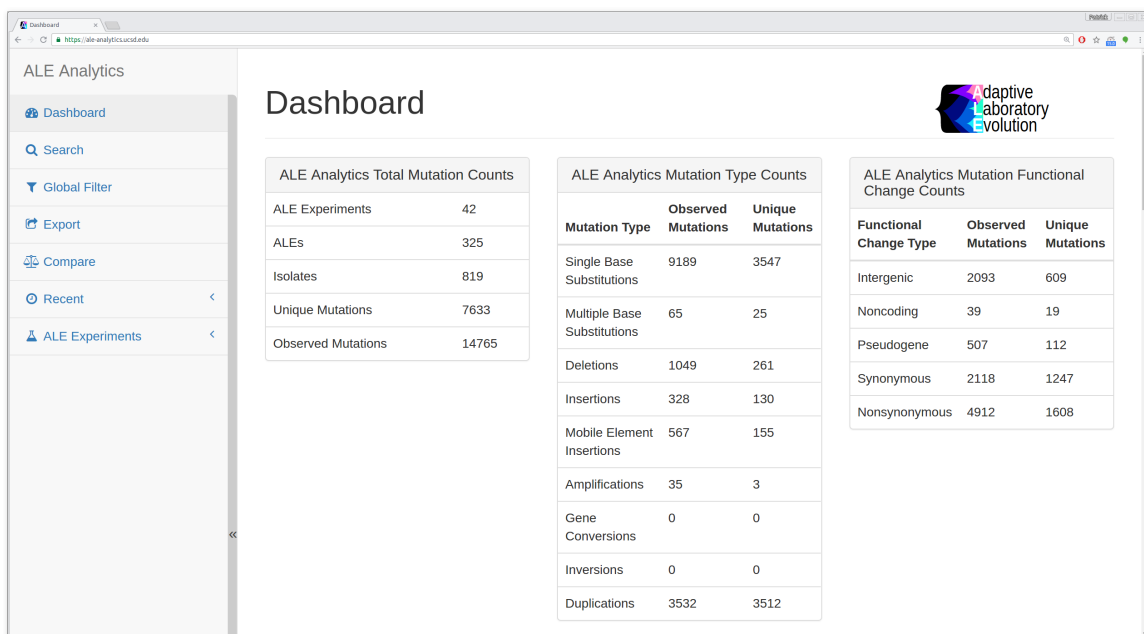 Dashboard
https://ale-analytics.ucsd.edu
ALE Analytics
Dashboard
Search
Global Filter
Export
Compare
Recent
ALE Experiments
«
Dashboard
Adaptive
Laboratory
Evolution
ALE Analytics Total Mutation Counts
ALE Experiments 42
ALEs 325
Isolates 819
Unique Mutations 7633
Observed Mutations 14765
ALE Analytics Mutation Type Counts
Mutation Type Observed Mutations Unique Mutations
Single Base Substitutions 9189 3547
Multiple Base Substitutions 65 25
Deletions 1049 261
Insertions 328 130
Mobile Element Insertions 567 155
Amplifications 35 3
Gene Conversions 0 0
Inversions 0 0
Duplications 3532 3512
ALE Analytics Mutation Functional
Change Counts
Functional Change Type Observed Mutations Unique Mutations
Intergenic 2093 609
Noncoding 39 19
Pseudogene 507 112
Synonymous 2118 1247
Nonsynonymous 4912 1608